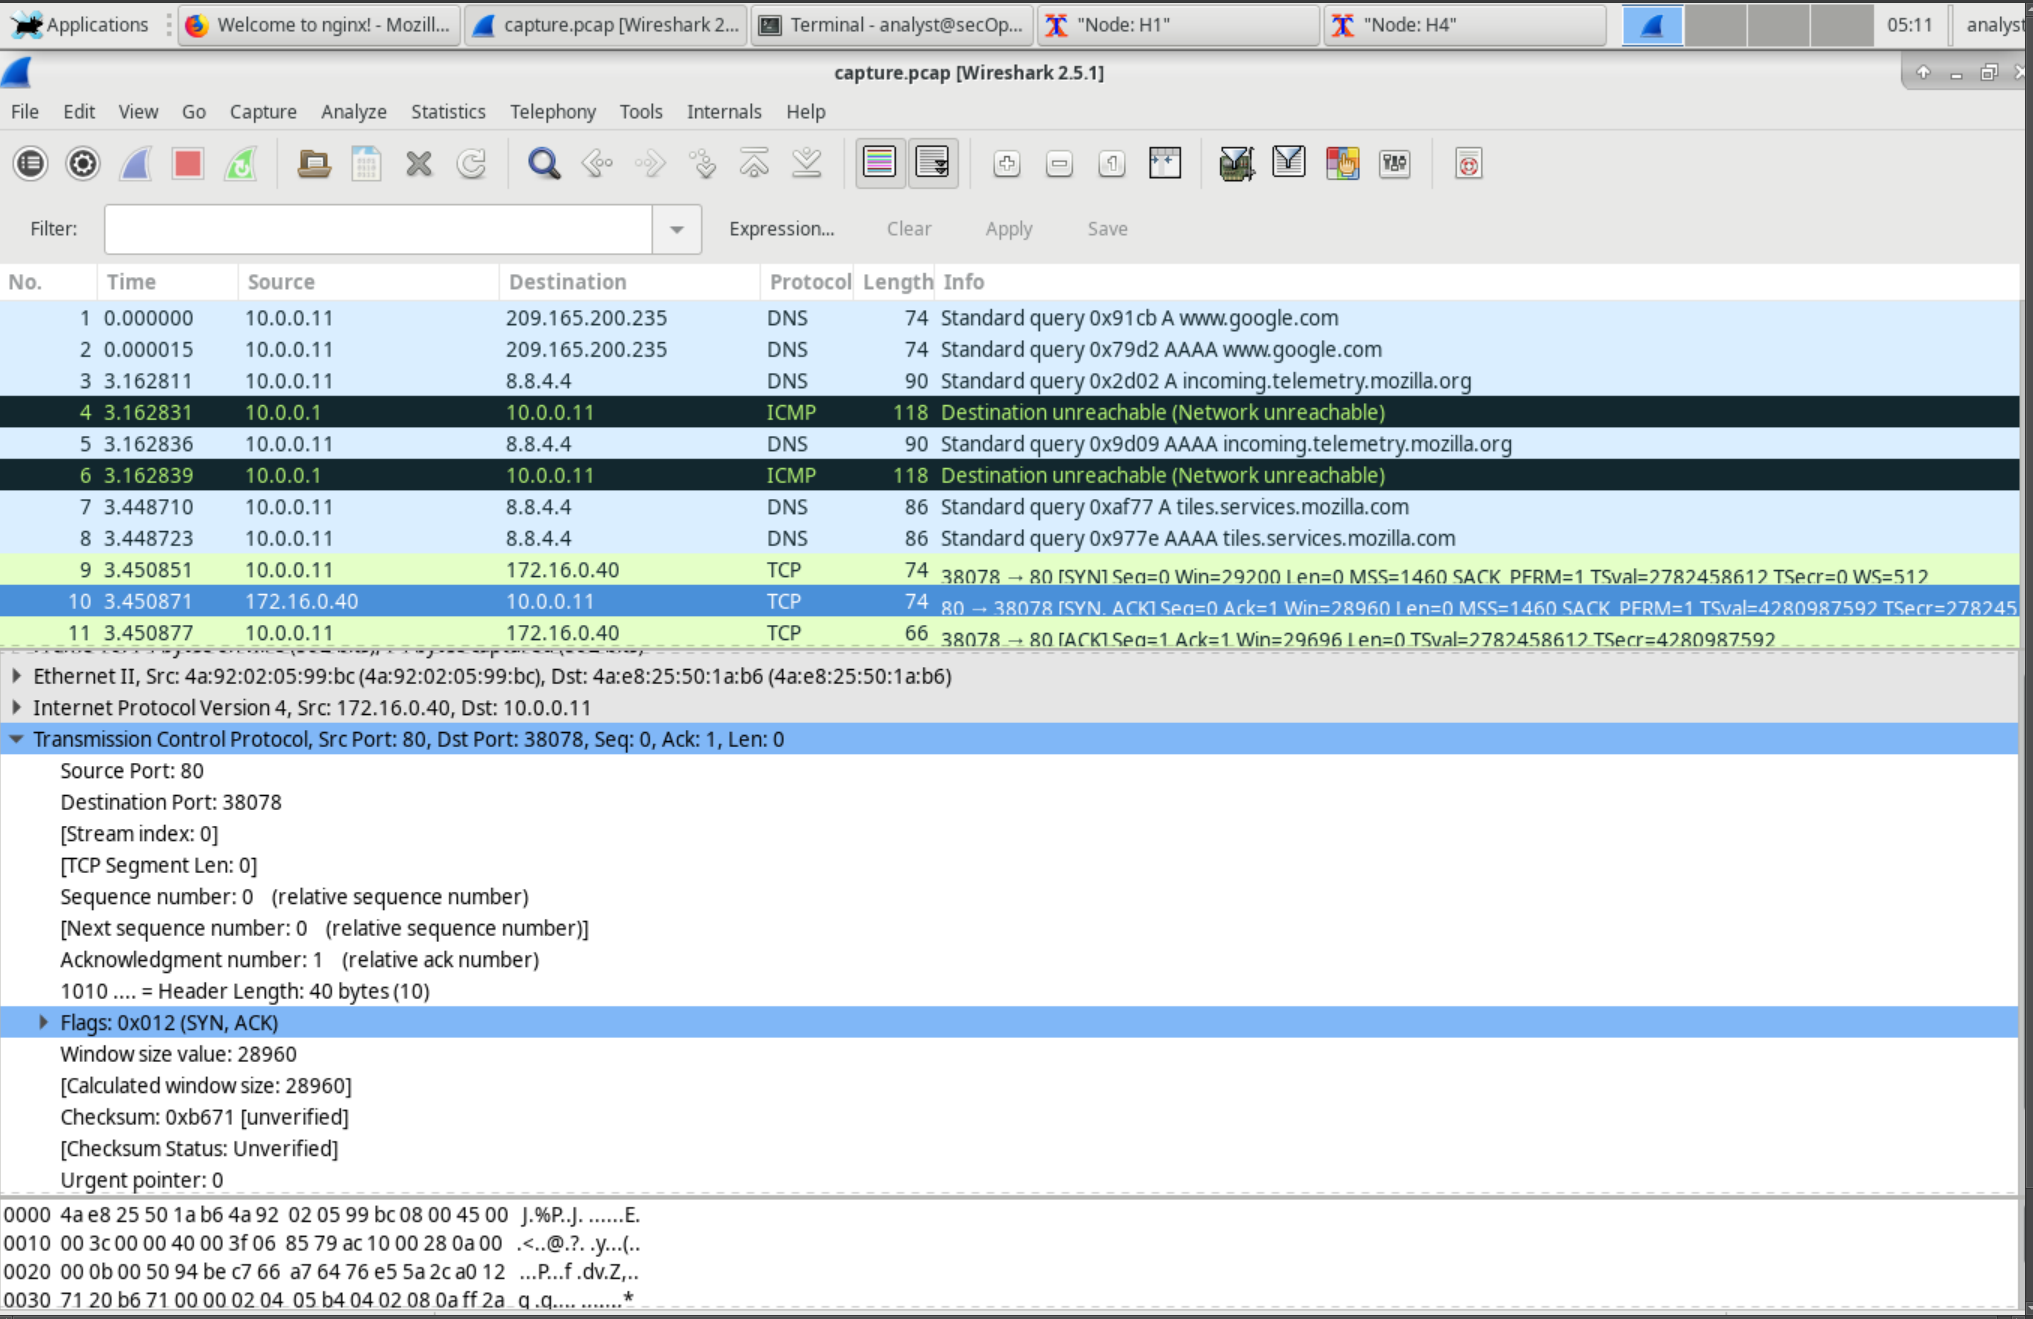 Applications
Welcome to nginx! - Mozill...
capture.pcap [Wireshark 2...
Terminal - analyst@secOp...
"Node: H1"
"Node: H4"
05:11
analyst
capture.pcap [Wireshark 2.5.1]
File Edit View Go Capture Analyze Statistics Telephony Tools Internals Help
Filter: Expression... Clear Apply Save
No. Time Source Destination Protocol Length Info
1 0.000000 10.0.0.11 209.165.200.235 DNS 74 Standard query 0x91cb A www.google.com
2 0.000015 10.0.0.11 209.165.200.235 DNS 74 Standard query 0x79d2 AAAA www.google.com
3 3.162811 10.0.0.11 8.8.4.4 DNS 90 Standard query 0x2d02 A incoming.telemetry.mozilla.org
4 3.162831 10.0.0.1 10.0.0.11 ICMP 118 Destination unreachable (Network unreachable)
5 3.162836 10.0.0.11 8.8.4.4 DNS 90 Standard query 0x9d09 AAAA incoming.telemetry.mozilla.org
6 3.162839 10.0.0.1 10.0.0.11 ICMP 118 Destination unreachable (Network unreachable)
7 3.448710 10.0.0.11 8.8.4.4 DNS 86 Standard query 0xaf77 A tiles.services.mozilla.com
8 3.448723 10.0.0.11 8.8.4.4 DNS 86 Standard query 0x977e AAAA tiles.services.mozilla.com
9 3.450851 10.0.0.11 172.16.0.40 TCP 74 38078 → 80 [SYN] Seq=0 Win=29200 Len=0 MSS=1460 SACK_PERM=1 TSval=2782458612 TSecr=0 WS=512
10 3.450871 172.16.0.40 10.0.0.11 TCP 74 80 → 38078 [SYN, ACK] Seq=0 Ack=1 Win=28960 Len=0 MSS=1460 SACK_PERM=1 TSval=4280987592 TSecr=278245
11 3.450877 10.0.0.11 172.16.0.40 TCP 66 38078 → 80 [ACK] Seq=1 Ack=1 Win=29696 Len=0 TSval=2782458612 TSecr=4280987592
Ethernet II, Src: 4a:92:02:05:99:bc (4a:92:02:05:99:bc), Dst: 4a:e8:25:50:1a:b6 (4a:e8:25:50:1a:b6)
Internet Protocol Version 4, Src: 172.16.0.40, Dst: 10.0.0.11
Transmission Control Protocol, Src Port: 80, Dst Port: 38078, Seq: 0, Ack: 1, Len: 0
Source Port: 80
Destination Port: 38078
[Stream index: 0]
[TCP Segment Len: 0]
Sequence number: 0 (relative sequence number)
[Next sequence number: 0 (relative sequence number)]
Acknowledgment number: 1 (relative ack number)
1010 .... = Header Length: 40 bytes (10)
Flags: 0x012 (SYN, ACK)
Window size value: 28960
[Calculated window size: 28960]
Checksum: 0xb671 [unverified]
[Checksum Status: Unverified]
Urgent pointer: 0
0000 4a e8 25 50 1a b6 4a 92 02 05 99 bc 08 00 45 00 J.%P..J. ......E.
0010 00 3c 00 00 40 00 3f 06 85 79 ac 10 00 28 0a 00 .<..@.?. .y...(..
0020 00 0b 00 50 94 be c7 66 a7 64 76 e5 5a 2c a0 12 ...P...f .dv.Z,..
0030 71 20 b6 71 00 00 02 04 05 b4 04 02 08 0a ff 2a q .q.... .......*